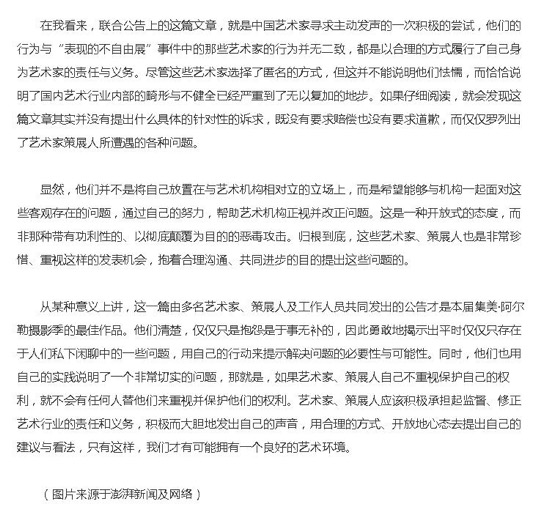 在我看来，联合公告上的这篇文章，就是中国艺术家寻求主动发声的一次积极的尝试，他们的
行为与“表现的不自由展”事件中的那些艺术家的行为并无二致，都是以合理的方式履行了自己身
为艺术家的责任与义务。尽管这些艺术家选择了匿名的方式，但这并不能说明他们怯懦，而恰恰说
明了国内艺术行业内部的畸形与不健全已经严重到了无以复加的地步。如果仔细阅读，就会发现这
篇文章其实并没有提出什么具体的针对性的诉求，既没有要求赔偿也没有要求道歉，而仅仅罗列出
了艺术家策展人所遭遇的各种问题。
显然，他们并不是将自己放置在与艺术机构相对立的立场上，而是希望能够与机构一起面对这
些客观存在的问题，通过自己的努力，帮助艺术机构正视并改正问题。这是一种开放式的态度，而
非那种带有功利性的、以彻底颠覆为目的的恶毒攻击。归根到底，这些艺术家、策展人也是非常珍
惜、重视这样的发表机会，抱着合理沟通、共同进步的目的提出这些问题的。
从某种意义上讲，这一篇由多名艺术家、策展人及工作人员共同发出的公告才是本届集美·阿尔
勒摄影季的最佳作品。他们清楚，仅仅只是抱怨是于事无补的，因此勇敢地揭示出平时仅仅只存在
于人们私下闲聊中的一些问题，用自己的行动来提示解决问题的必要性与可能性。同时，他们也用
自己的实践说明了一个非常切实的问题，那就是，如果艺术家、策展人自己不重视保护自己的权
利，就不会有任何人替他们来重视并保护他们的权利。艺术家、策展人应该积极承担起监督、修正
艺术行业的责任和义务，积极而大胆地发出自己的声音，用合理的方式、开放地心态去提出自己的
建议与看法，只有这样，我们才有可能拥有一个良好的艺术环境。
（图片来源于澎湃新闻及网络）